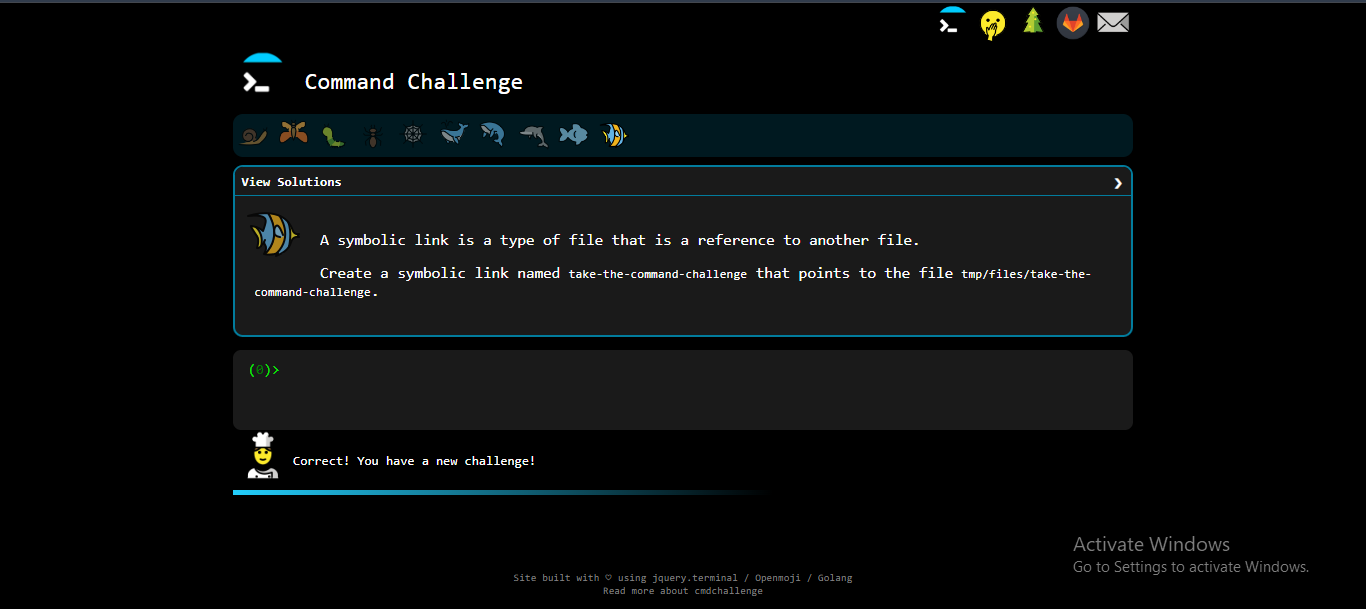 Command Challenge
View Solutions
A symbolic link is a type of file that is a reference to another file.
Create a symbolic link named take-the-command-challenge that points to the file tmp/files/take-the-
command-challenge.
(0)>
Correct! You have a new challenge!
Activate Windows
Go to Settings to activate Windows.
Site built with ♡ using jquery.terminal / Openmoji / Golang
Read more about cmdchallenge